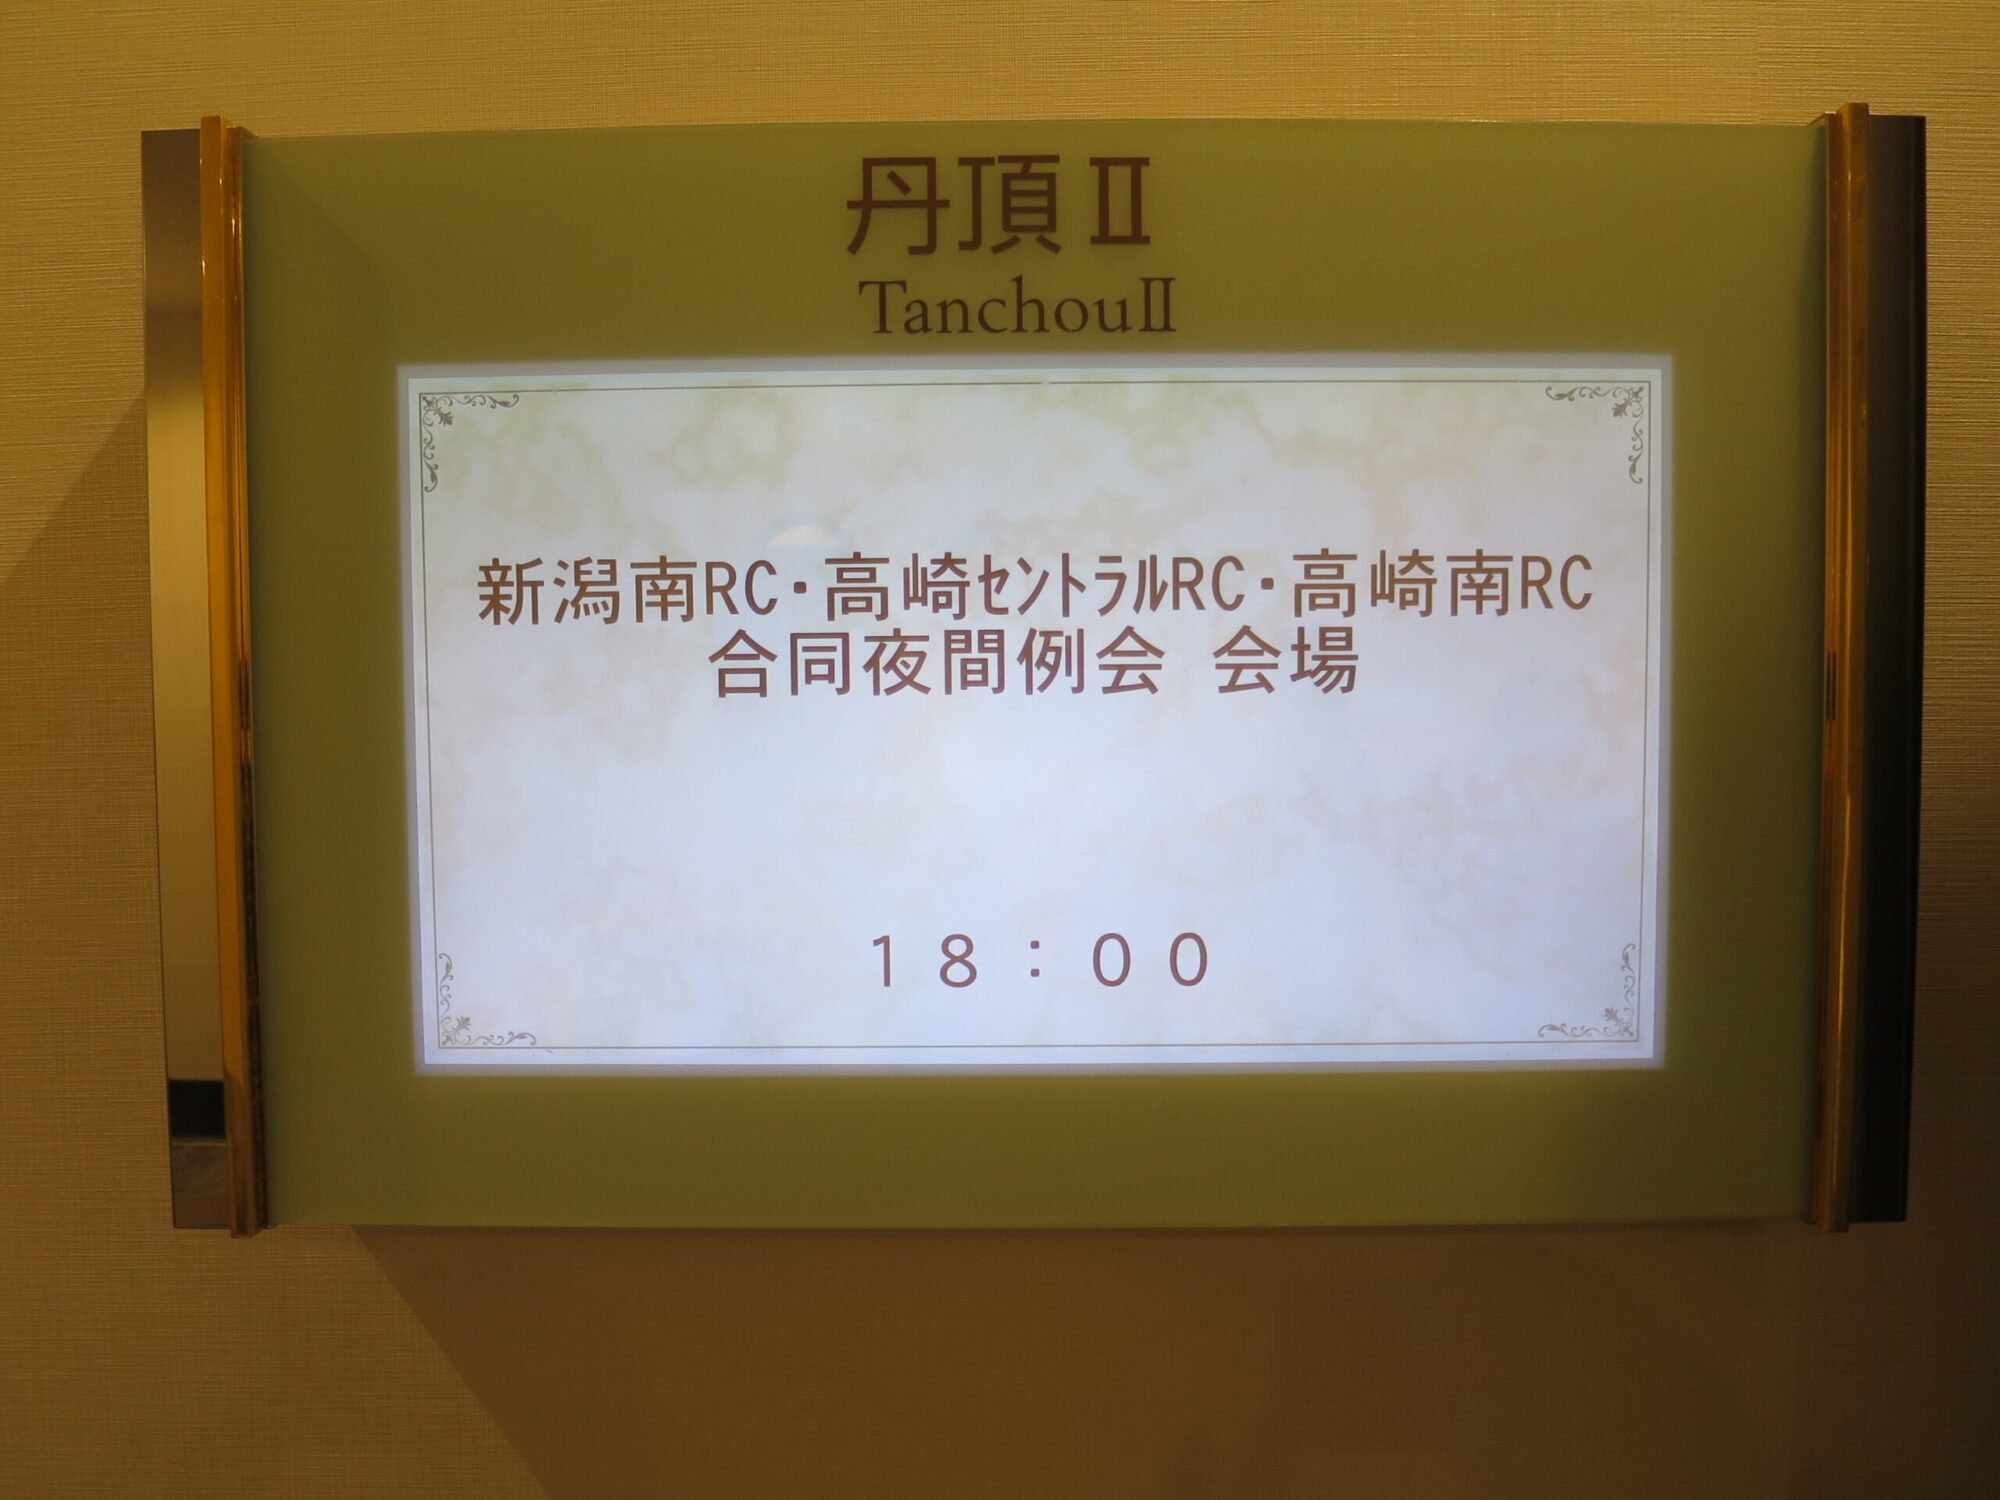 丹頂Ⅱ
TanchouⅡ
新潟南RC・高崎ｾﾝﾄﾗﾙRC・高崎南RC
合同夜間例会 会場
１８：００